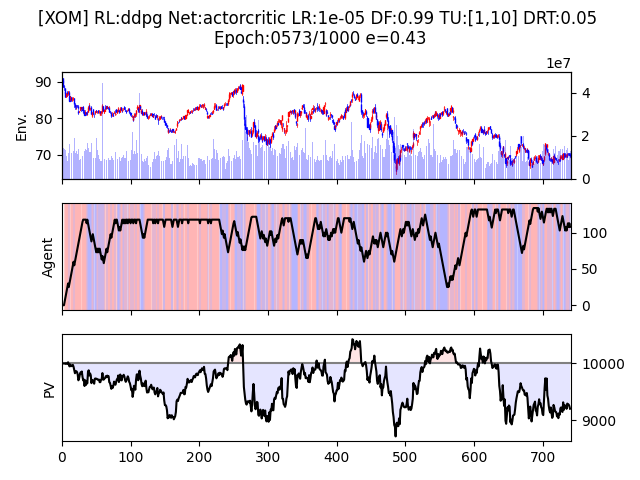 [XOM] RL:ddpg Net:actorcritic LR:1e-05 DF:0.99 TU:[1,10] DRT:0.05
Epoch:0573/1000 e=0.43
1e7
Env.
90
80
70
4
2
0
Agent
100
50
0
PV
10000
9000
0 100 200 300 400 500 600 700